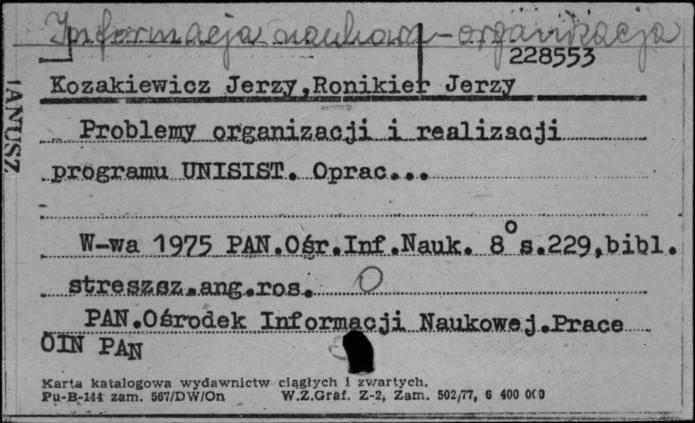 Informacja naukowa - organizacja
228553
Kozakiewicz Jerzy,Ronikier Jerzy
JANUSZ
Problemy organizacji i realizacji
programu UNISIST. Oprac...
W-wa 1975 PAN.Ośr.Inf.Nauk. 8° s.229,bibl.
streszsz.ang.ros. O
PAN.Ośrodek Informacji Naukowej.Prace
OIN PAN
Karta katalogowa wydawnictw ciągłych i zwartych.
Pu-B-144 zam. 567/DW/On W.Z.Graf. Z-2, Zam. 502/77, 6 400 000